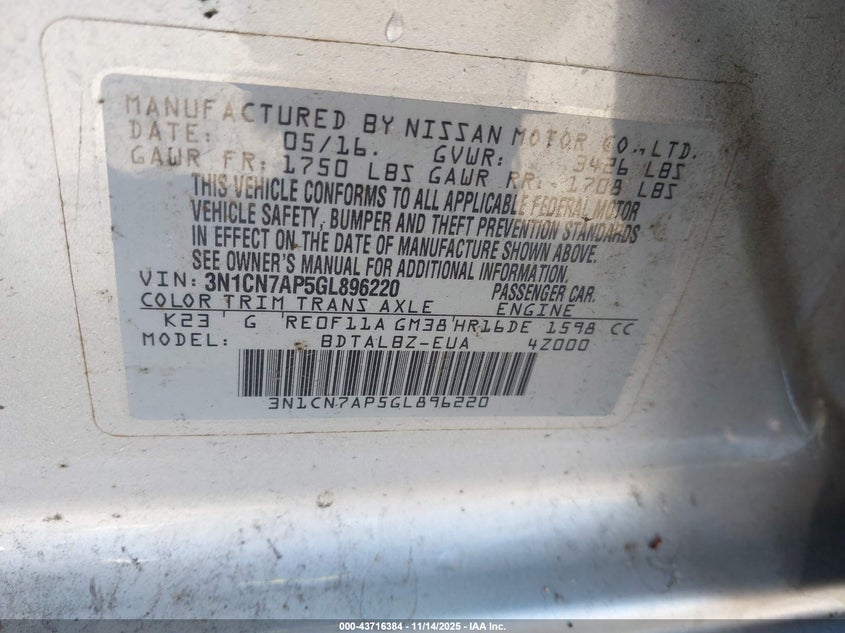 MANUFACTURED BY NISSAN MOTOR CO., LTD.
DATE: 05/16. GVWR: 3426 LBS
GAWR FR: 1750 LBS GAWR RR: 1708 LBS
THIS VEHICLE CONFORMS TO ALL APPLICABLE FEDERAL MOTOR
VEHICLE SAFETY, BUMPER AND THEFT PREVENTION STANDARDS
IN EFFECT ON THE DATE OF MANUFACTURE SHOWN ABOVE.
SEE OWNER'S MANUAL FOR ADDITIONAL INFORMATION.
VIN: 3N1CN7AP5GL896220 PASSENGER CAR.
COLOR TRIM TRANS AXLE ENGINE
K23 ' G 'RE0F11A GM38'HR16DE 1598 CC
MODEL: BDTALBZ-EUA 4Z000
3N1CN7AP5GL896220
000-43716384 - 11/14/2025 - IAA Inc.